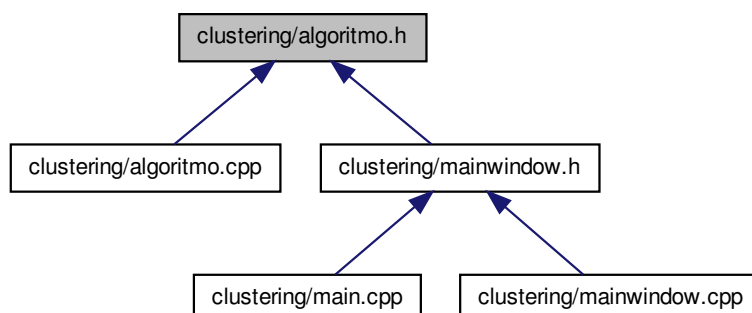 clustering/algoritmo.h
clustering/algoritmo.cpp
clustering/mainwindow.h
clustering/main.cpp
clustering/mainwindow.cpp